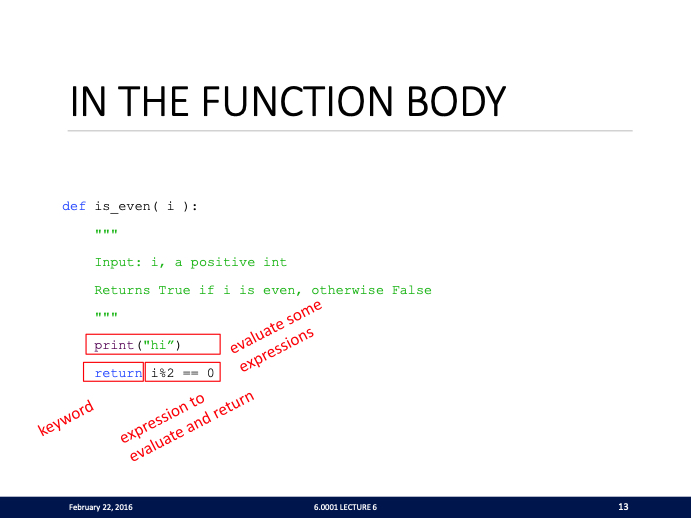 IN THE FUNCTION BODY
def is_even( i ):
"""
Input: i, a positive int
Returns True if i is even, otherwise False
"""
print("hi”)
evaluate some
expressions
return i%2 == 0
keyword
expression to
evaluate and return
February 22, 2016
6.0001 LECTURE 6
13